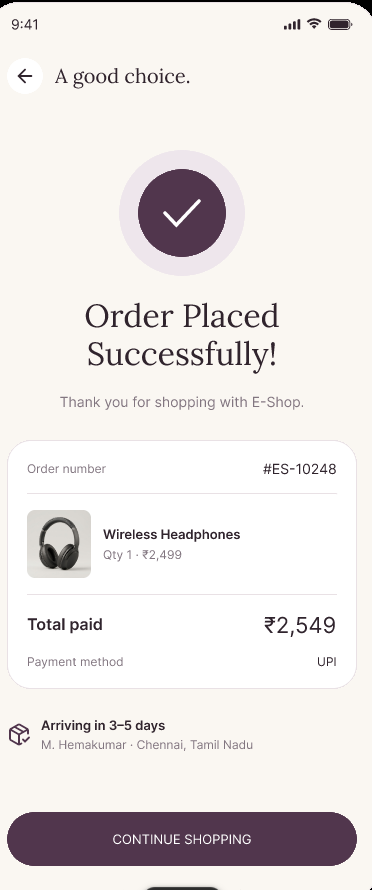 9:41
A good choice.
Order Placed
Successfully!
Thank you for shopping with E-Shop.
Order number #ES-10248
Wireless Headphones
Qty 1 · ₹2,499
Total paid ₹2,549
Payment method UPI
Arriving in 3–5 days
M. Hemakumar · Chennai, Tamil Nadu
CONTINUE SHOPPING